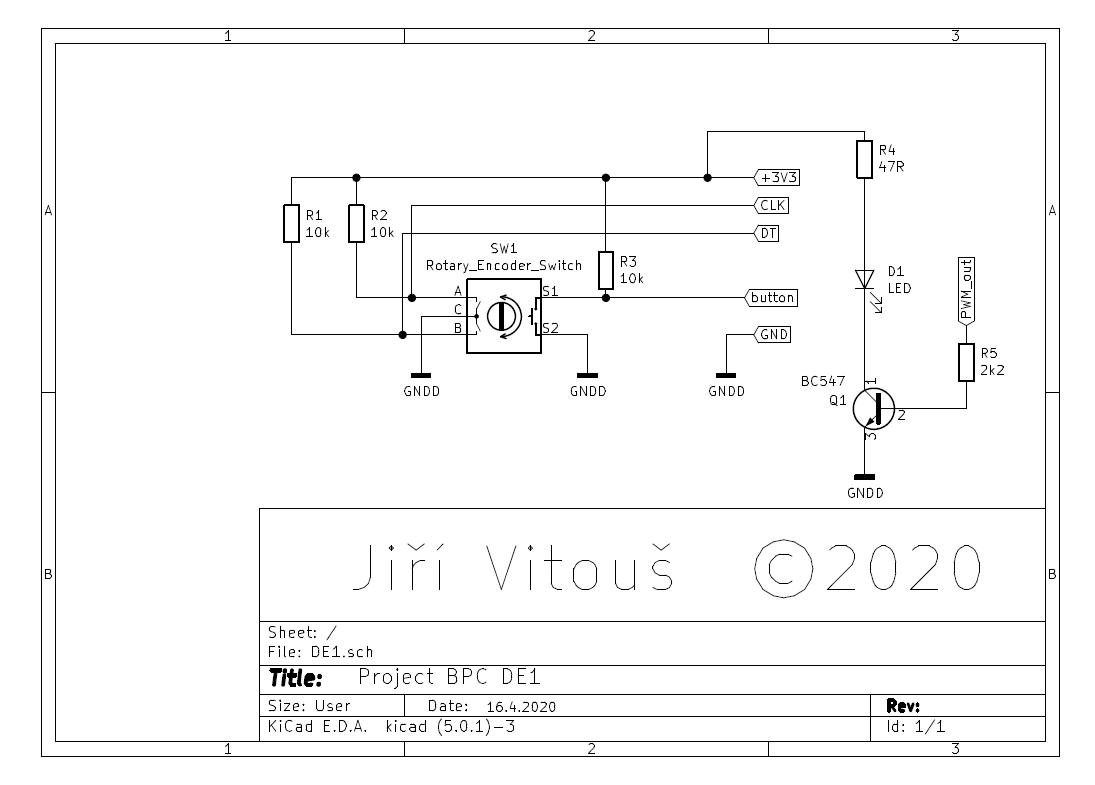 1 2 3
A A
R4
47R
+3V3
CLK
DT
R1
10k
R2
10k
SW1
Rotary_Encoder_Switch
R3
10k
A
C
B
S1
S2
button
GND
D1
LED
PWM_out
R5
2k2
GNDD
GNDD
GNDD
BC547
Q1
1
2
3
GNDD
B B
Jiří Vitouš ©2020
Sheet: /
File: DE1.sch
Title: Project BPC DE1
Size: User Date: 16.4.2020 Rev:
KiCad E.D.A. kicad (5.0.1)-3 Id: 1/1
1 2 3